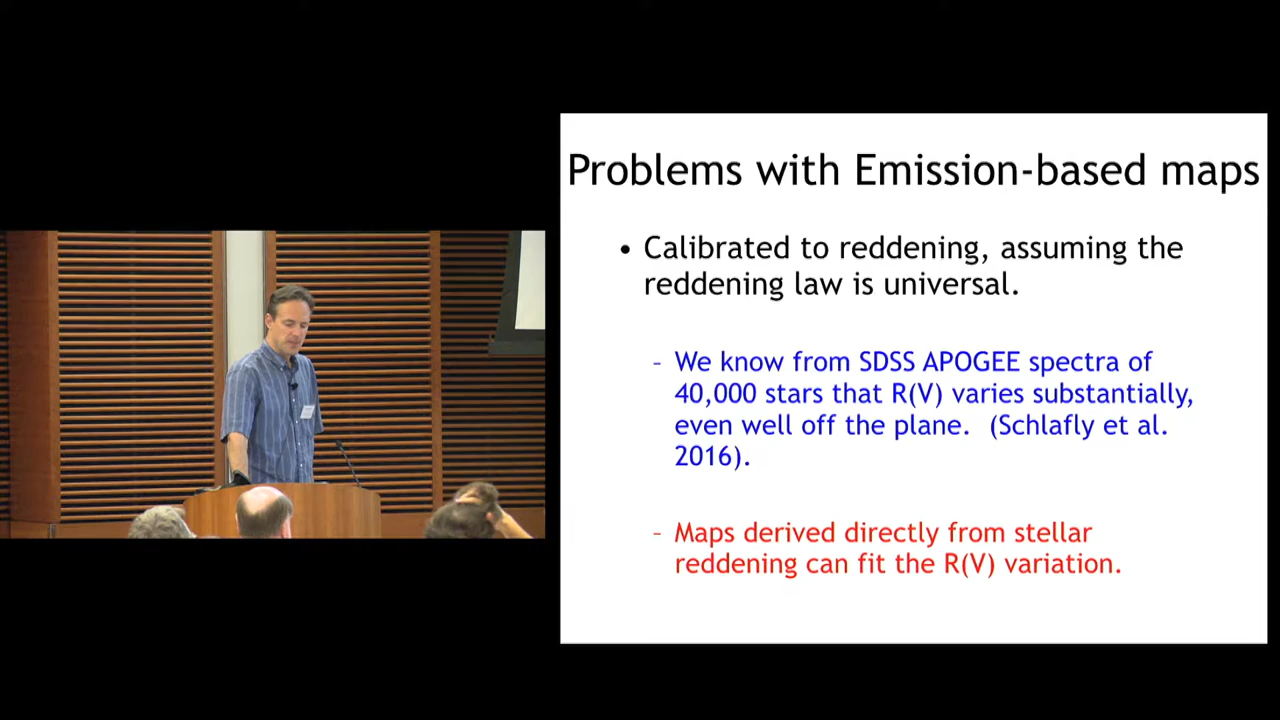 Problems with Emission-based maps
• Calibrated to reddening, assuming the
reddening law is universal.
– We know from SDSS APOGEE spectra of
40,000 stars that R(V) varies substantially,
even well off the plane. (Schlafly et al.
2016).
– Maps derived directly from stellar
reddening can fit the R(V) variation.